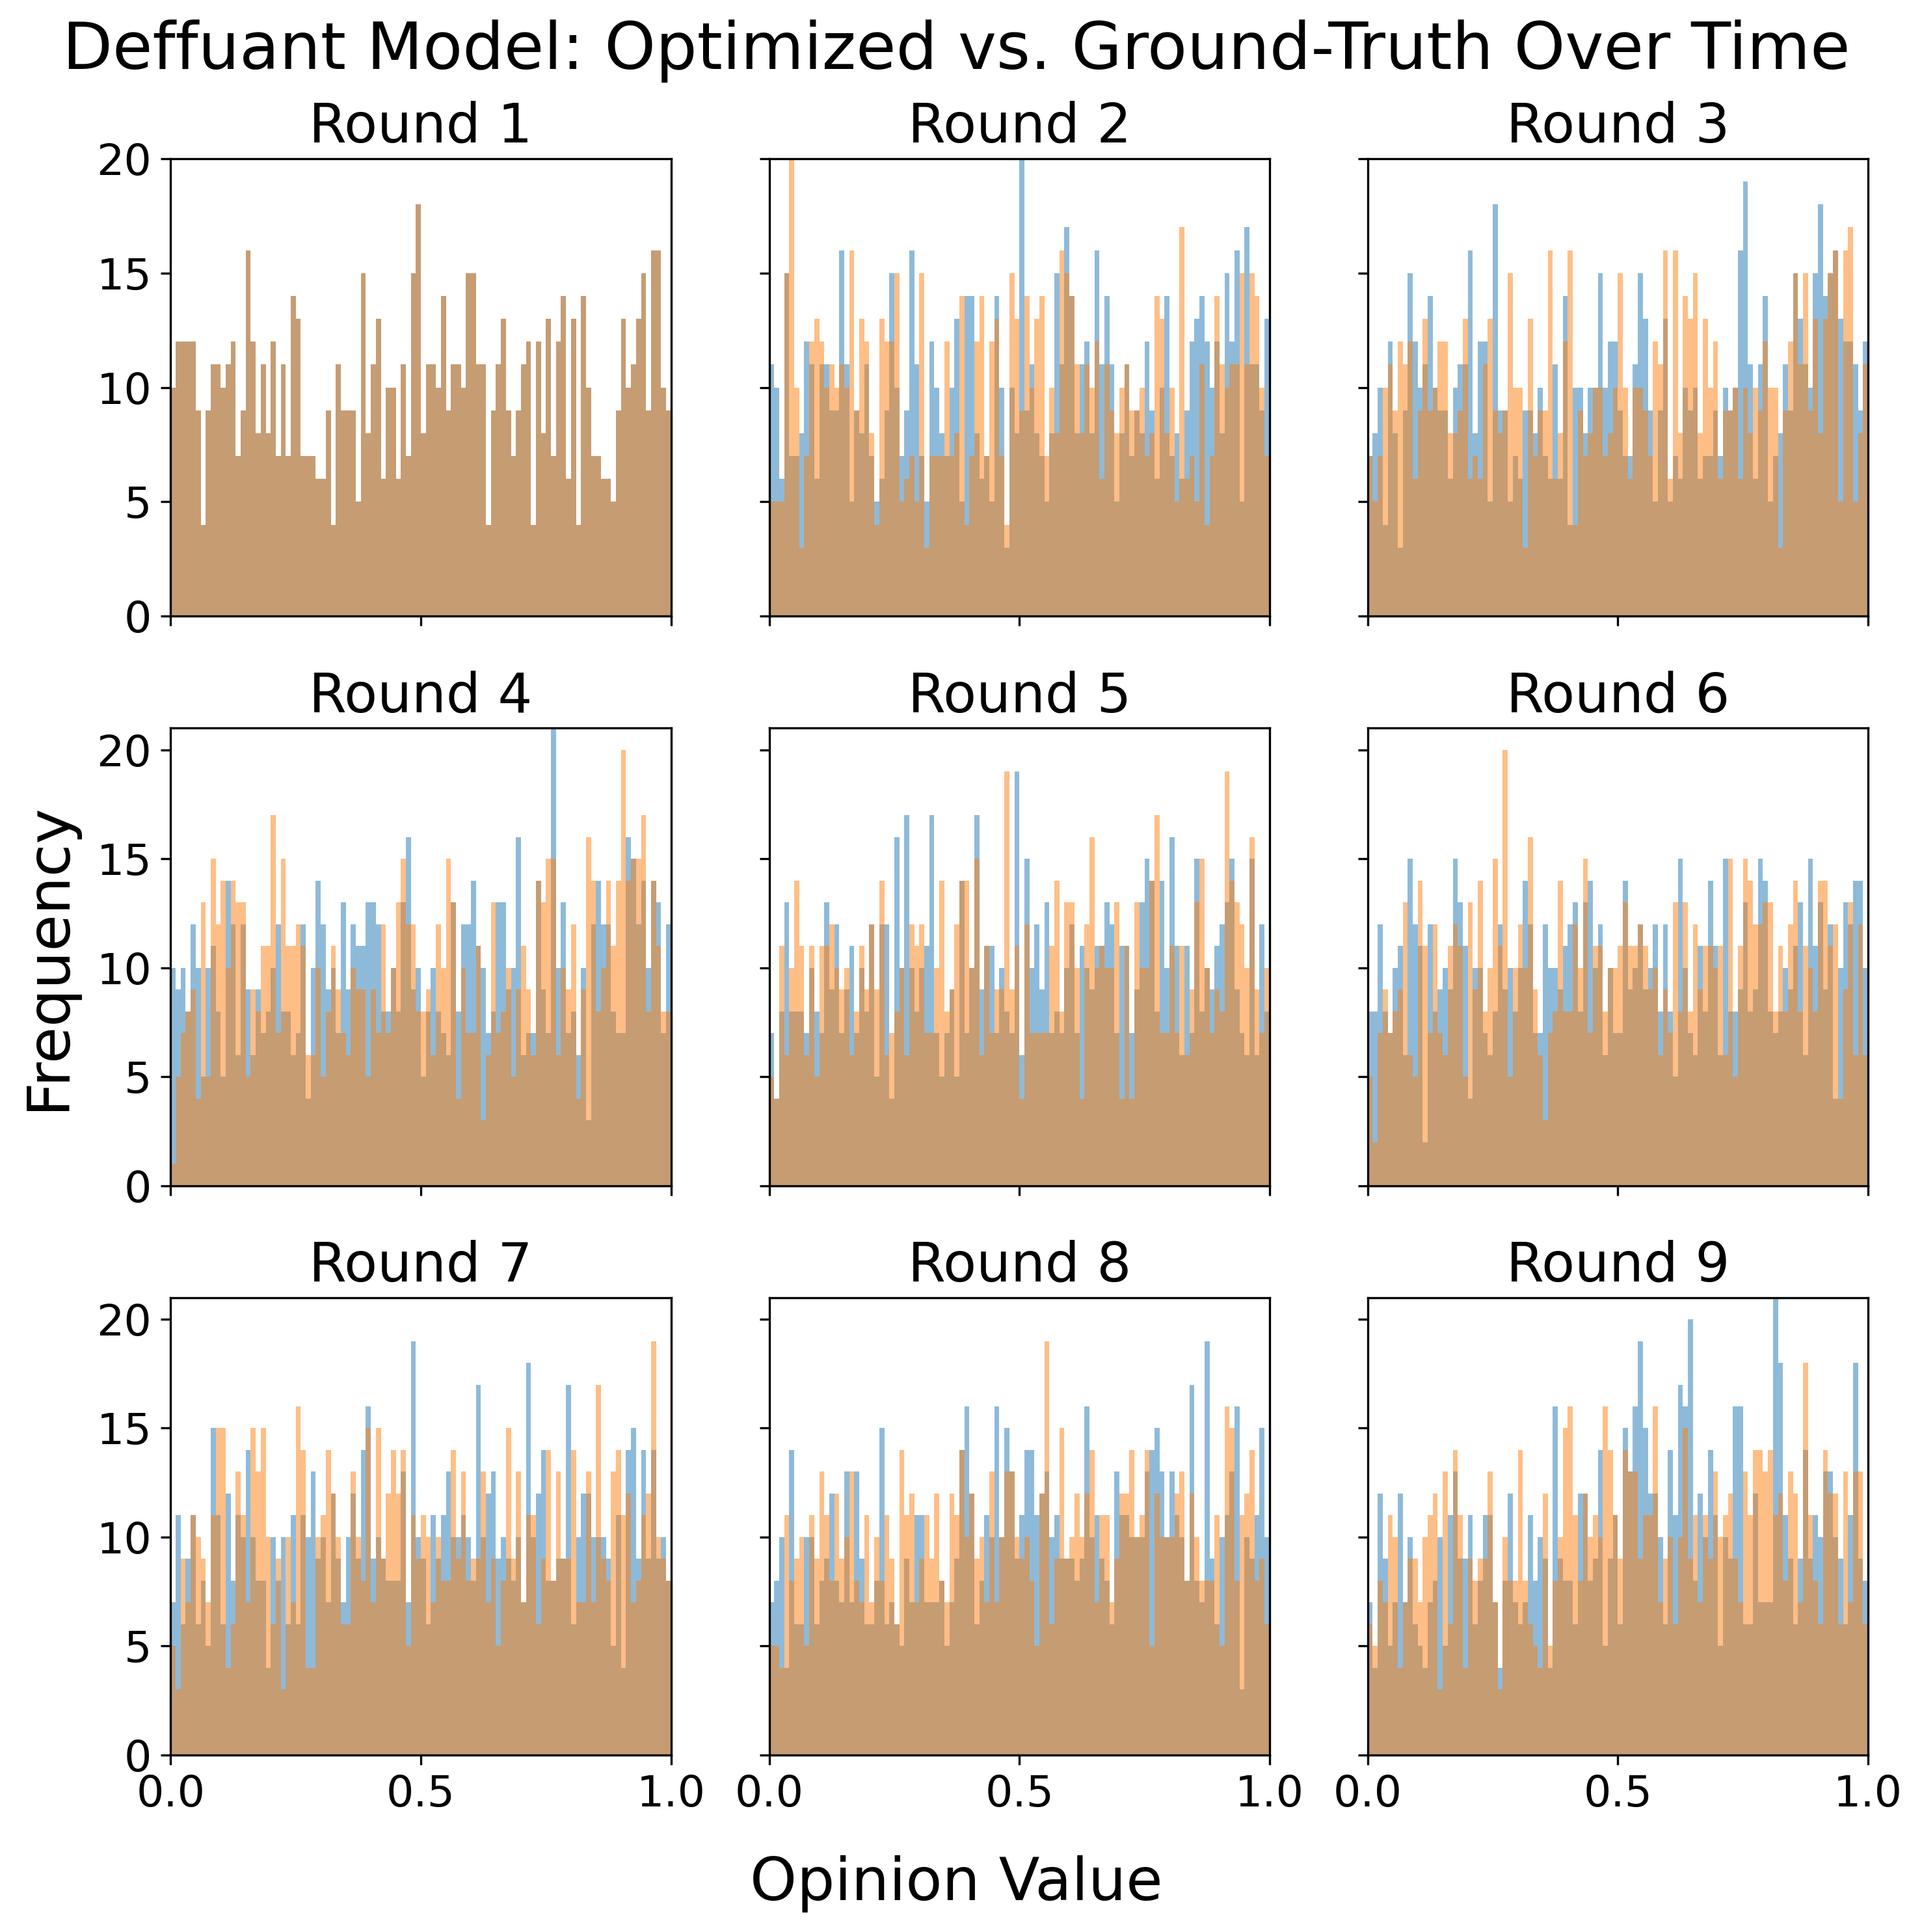 Deffuant Model: Optimized vs. Ground-Truth Over Time
Round 1
Round 2
Round 3
20
15
10
5
0
Round 4
Round 5
Round 6
20
15
10
5
0
Frequency
Round 7
Round 8
Round 9
20
15
10
5
0
0.0 0.5 1.0 0.0 0.5 1.0 0.0 0.5 1.0
Opinion Value